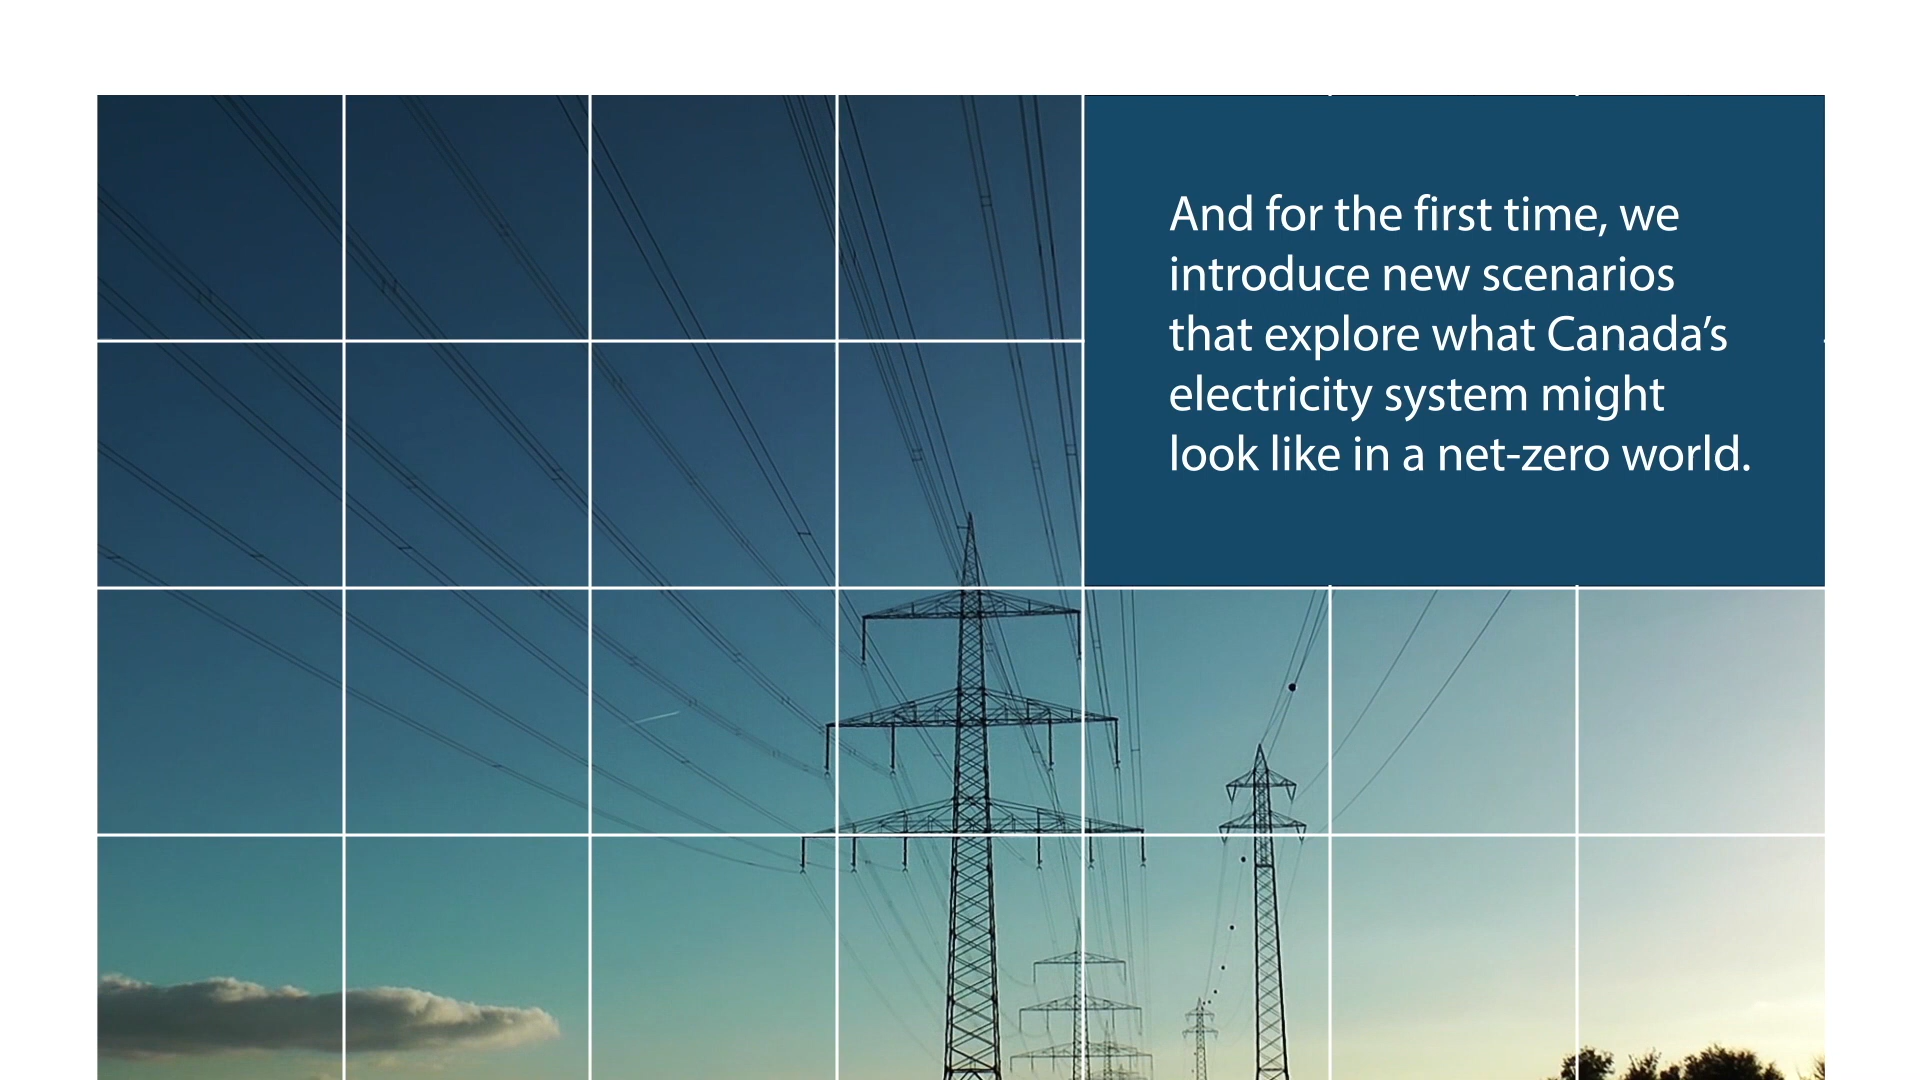 And for the first time, we
introduce new scenarios
that explore what Canada’s
electricity system might
look like in a net-zero world.